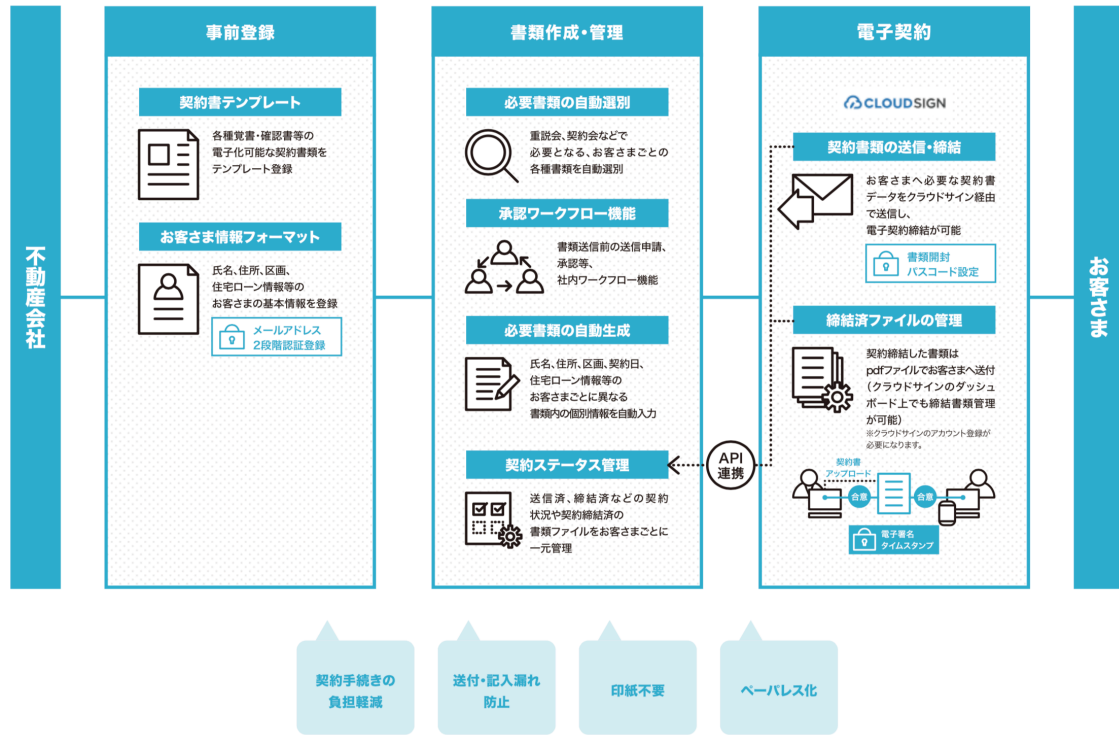 不動産会社
事前登録
契約書テンプレート
各種覚書・確認書等の
電子化可能な契約書類を
テンプレート登録
お客さま情報フォーマット
氏名、住所、区画、
住宅ローン情報等の
お客さまの基本情報を登録
メールアドレス
2段階認証登録
書類作成・管理
必要書類の自動選別
重説会、契約会などで
必要となる、お客さまごとの
各種書類を自動選別
承認ワークフロー機能
書類送信前の送信申請、
承認等、
社内ワークフロー機能
必要書類の自動生成
氏名、住所、区画、契約日、
住宅ローン情報等の
お客さまごとに異なる
書類内の個別情報を自動入力
契約ステータス管理
送信済、締結済などの契約
状況や契約締結済の
書類ファイルをお客さまごとに
一元管理
API
連携
電子契約
CLOUDSIGN
契約書類の送信・締結
お客さまへ必要な契約書
データをクラウドサイン経由
で送信し、
電子契約締結が可能
書類開封
パスコード設定
締結済ファイルの管理
契約締結した書類は
pdfファイルでお客さまへ送付
（クラウドサインのダッシュ
ボード上でも締結書類管理
が可能）
※クラウドサインのアカウント登録が
必要になります。
契約書
アップロード
合意
合意
電子署名
タイムスタンプ
お客さま
契約手続きの
負担軽減
送付・記入漏れ
防止
印紙不要
ペーパレス化